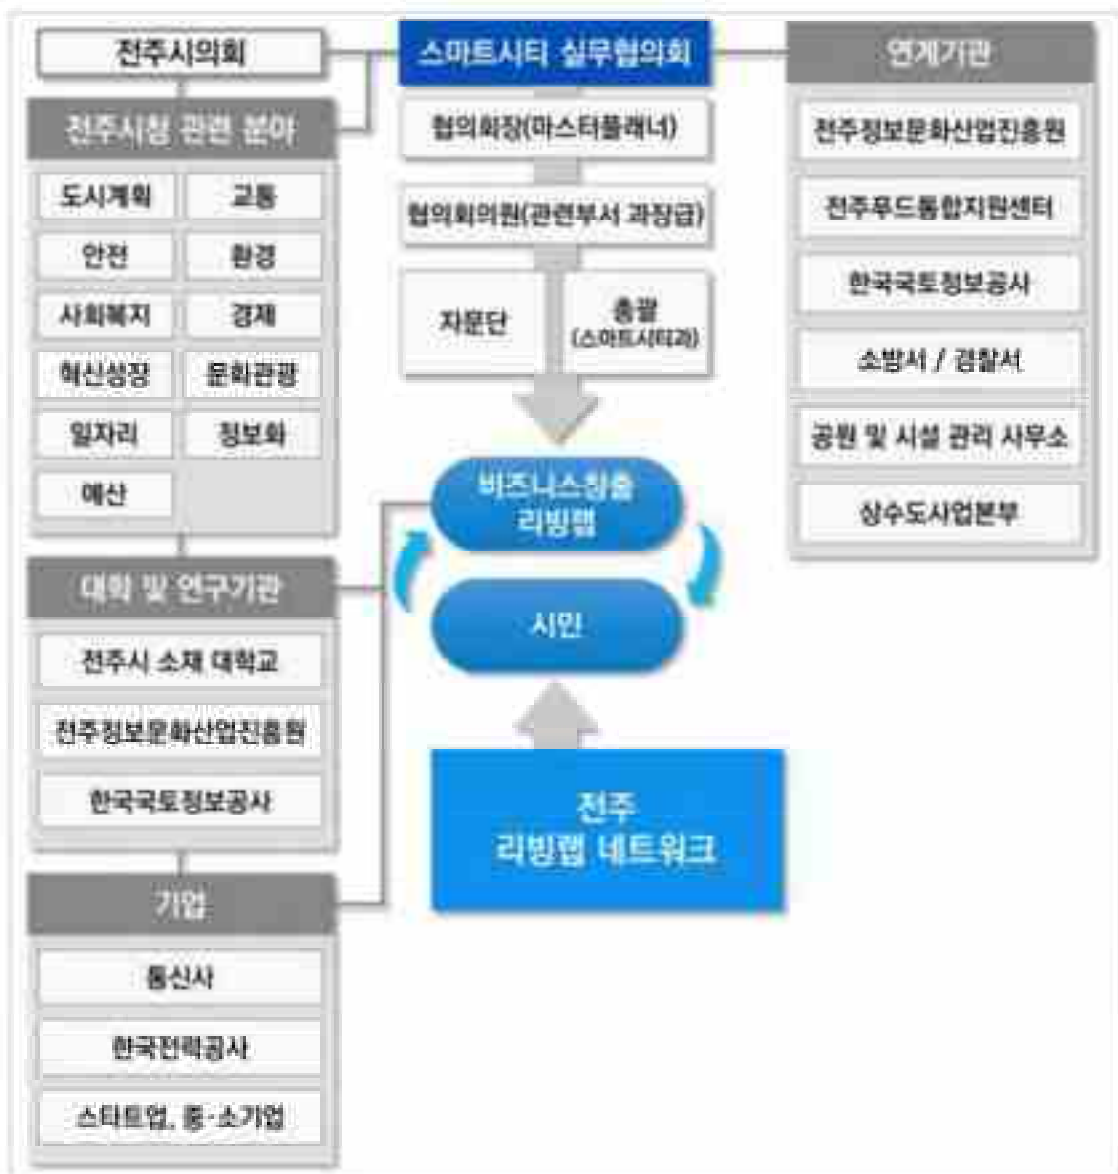 전주시의회
전주시청 관련 분야
도시계획
교통
안전
환경
사회복지
경제
혁신성장
문화관광
일자리
정보화
예산
대학 및 연구기관
전주시 소재 대학교
전주정보문화산업진흥원
한국국토정보공사
기업
통신사
한국전력공사
스타트업, 중·소기업
스마트시티 실무협의회
협의회장(마스터플래너)
협의회의원(관련부서 과장급)
자문단
총괄
(스마트시티과)
비즈니스창출
리빙랩
시민
전주
리빙랩 네트워크
연계기관
전주정보문화산업진흥원
전주푸드통합지원센터
한국국토정보공사
소방서 / 경찰서
공원 및 시설 관리 사무소
상수도사업본부